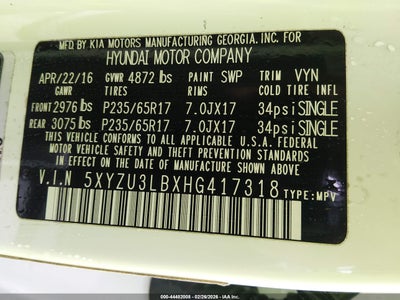 MFD. BY KIA MOTORS MANUFACTURING GEORGIA, INC. FOR
HYUNDAI MOTOR COMPANY
APR/22/16 GVWR 4872 lbs PAINT SWP TRIM VYN
GAWR TIRES RIMS COLD TIRE INFL
FRONT 2976 lbs P235/65R17 7.0JX17 34psi SINGLE
REAR 3075 lbs P235/65R17 7.0JX17 34psi SINGLE
THIS VEHICLE CONFORMS TO ALL APPLICABLE U.S.A. FEDERAL
MOTOR VEHICLE SAFETY AND THEFT PREVENTION STANDARDS
IN EFFECT ON THE DATE OF MANUFACTURE SHOWN ABOVE.
V.I.N 5XYZU3LBXHG417318 TYPE: MPV
000-44482008 - 02/26/2026 - IAA Inc.